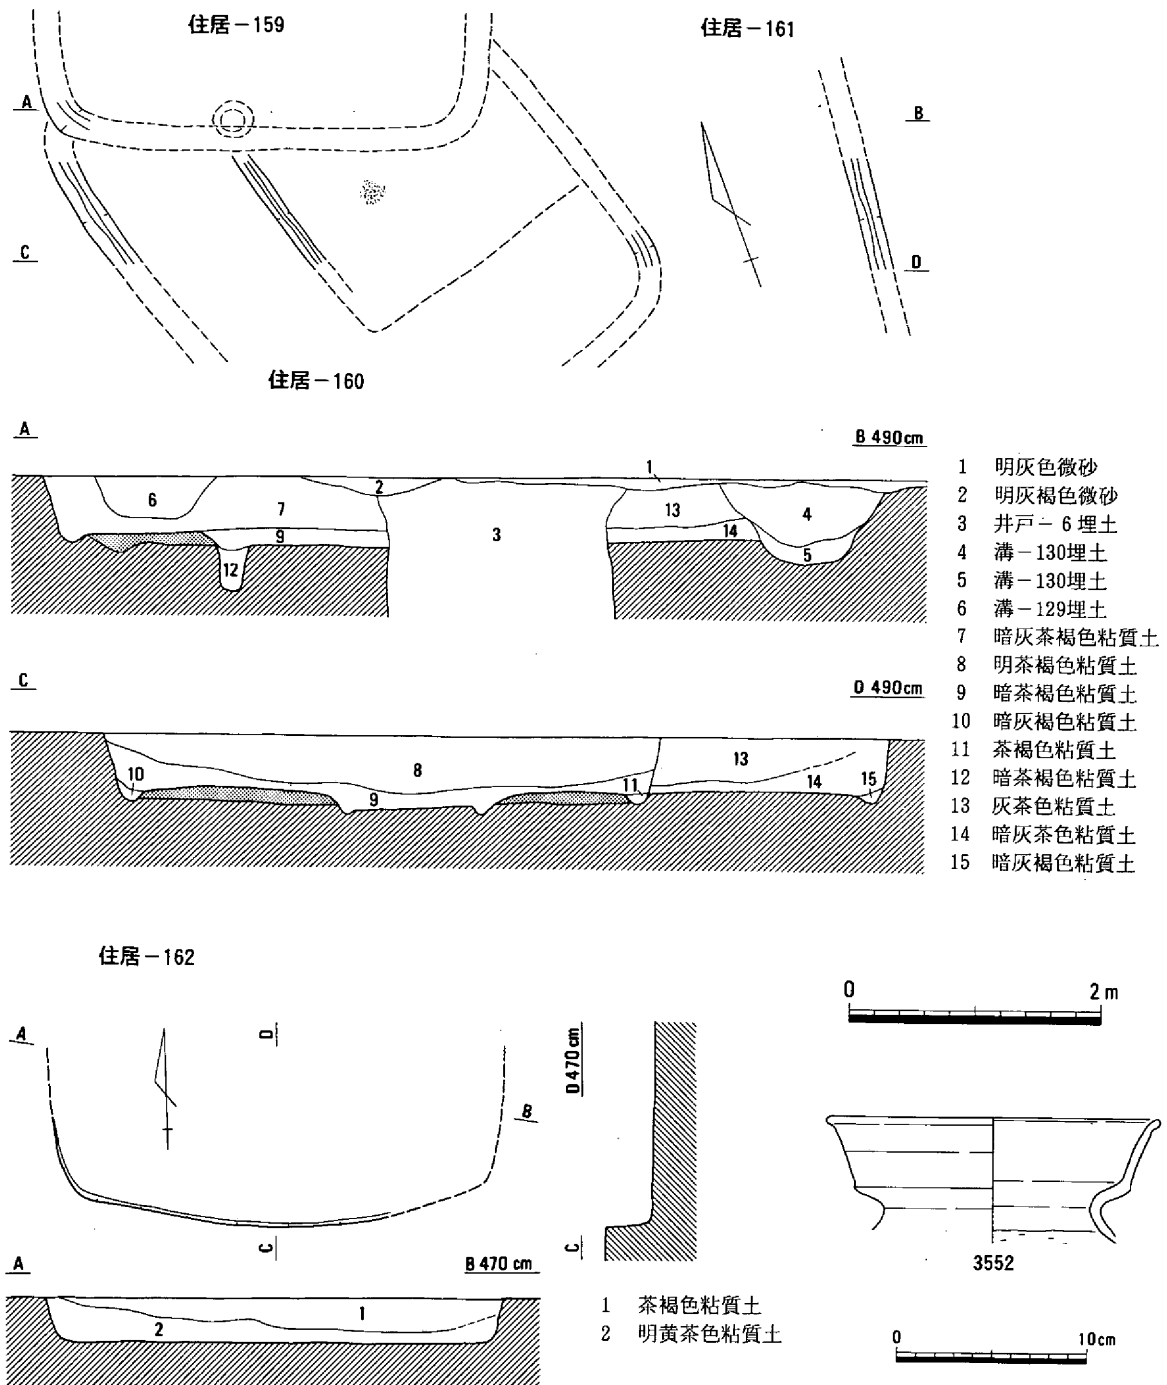 住居－159
住居－161
A
B
C
D
住居－160
A
B 490cm
1
2
6
7
13
4
3
9
14
5
12
C
D 490cm
8
13
10
11
14
15
9
1 明灰色微砂
2 明灰褐色微砂
3 井戸－6埋土
4 溝－130埋土
5 溝－130埋土
6 溝－129埋土
7 暗灰茶褐色粘質土
8 明茶褐色粘質土
9 暗茶褐色粘質土
10 暗灰褐色粘質土
11 茶褐色粘質土
12 暗茶褐色粘質土
13 灰茶色粘質土
14 暗灰茶色粘質土
15 暗灰褐色粘質土
住居－162
A
D
B
C
D 470cm
C
A
B 470 cm
1
2
1 茶褐色粘質土
2 明黄茶色粘質土
0 2 m
3552
0 10cm